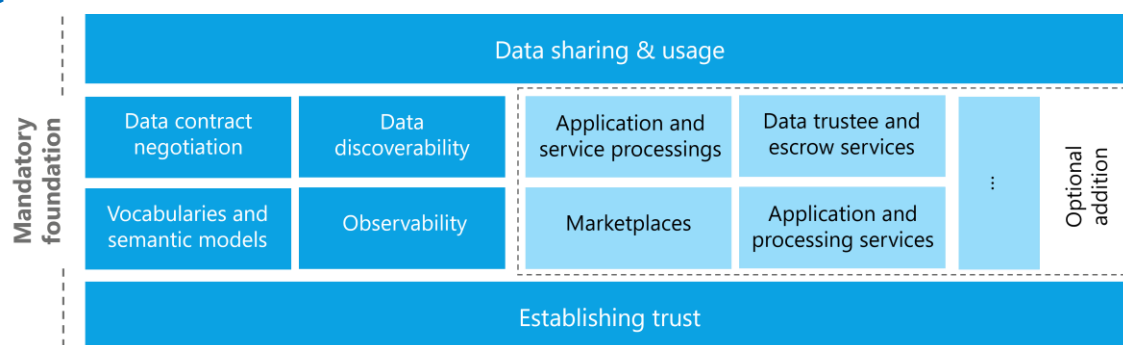 Data sharing & usage
Mandatory
foundation
Data contract
negotiation
Data
discoverability
Application and
service processings
Data trustee and
escrow services
...
Optional
addition
Vocabularies and
semantic models
Observability
Marketplaces
Application and
processing services
Establishing trust